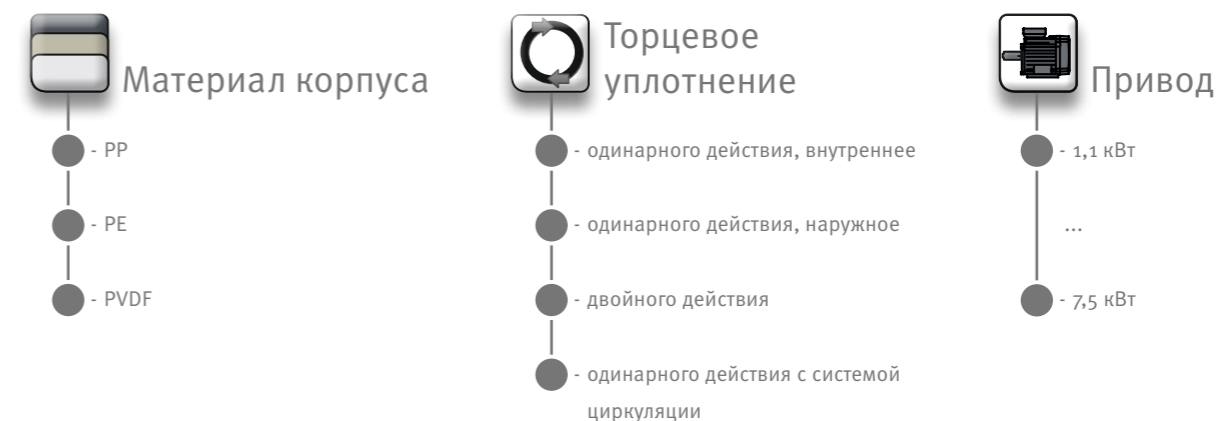 Материал корпуса
- PP
- PE
- PVDF
Торцевое
уплотнение
- одинарного действия, внутреннее
- одинарного действия, наружное
- двойного действия
- одинарного действия с системой
циркуляции
Привод
- 1,1 кВт
...
- 7,5 кВт